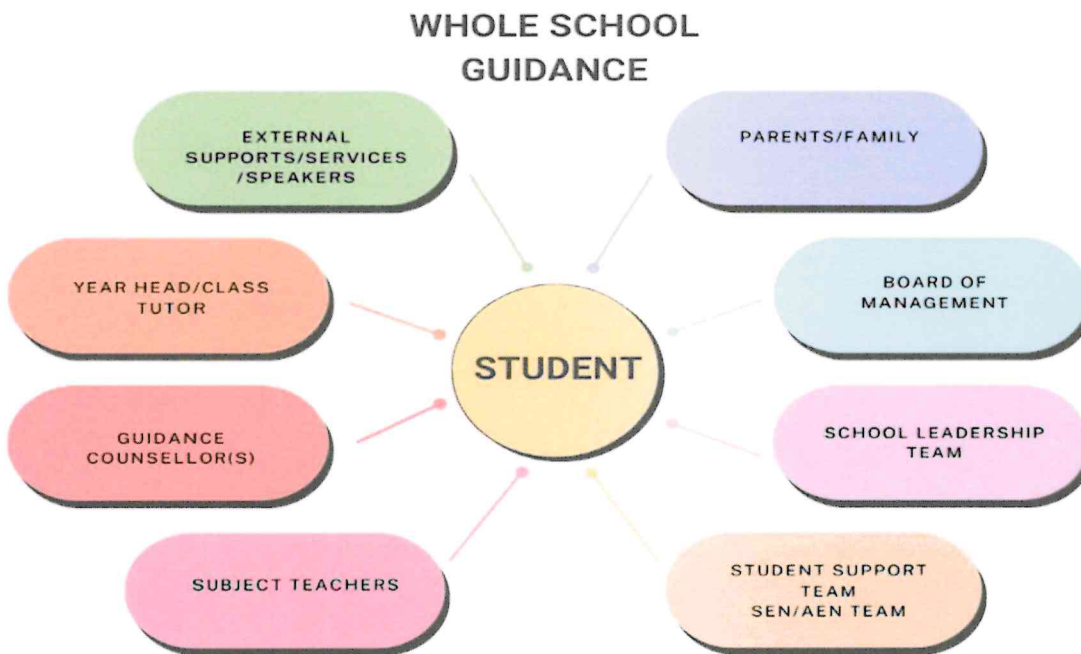 WHOLE SCHOOL
GUIDANCE
EXTERNAL
SUPPORTS/SERVICES
/SPEAKERS
PARENTS/FAMILY
YEAR HEAD/CLASS
TUTOR
BOARD OF
MANAGEMENT
STUDENT
GUIDANCE
COUNSELLOR(S)
SCHOOL LEADERSHIP
TEAM
SUBJECT TEACHERS
STUDENT SUPPORT
TEAM
SEN/AEN TEAM